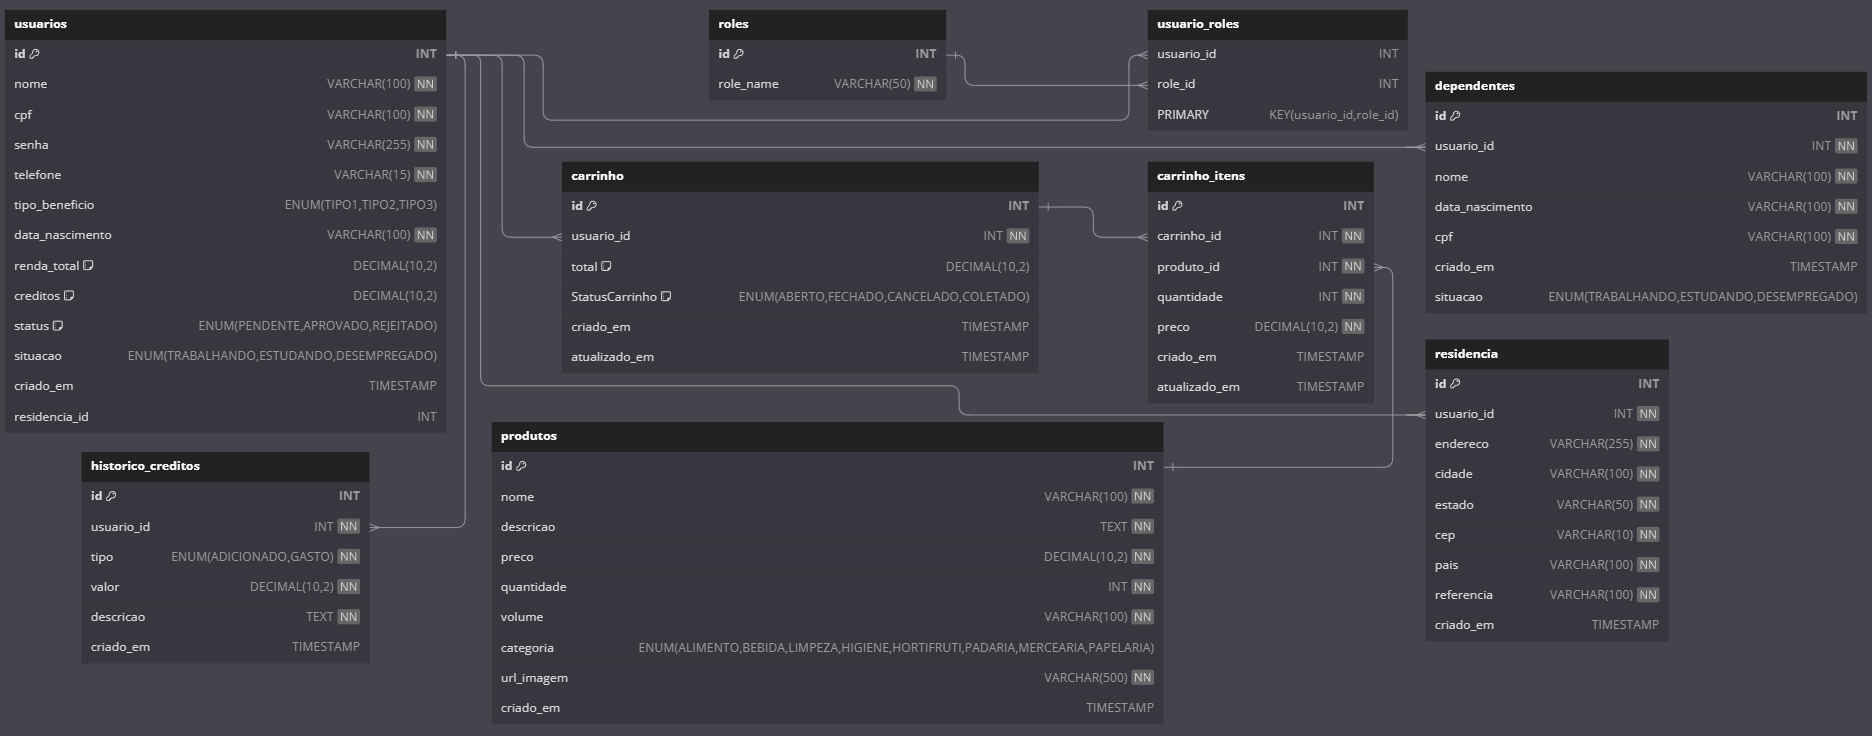 usuarios
id INT
nome VARCHAR(100) NN
cpf VARCHAR(100) NN
senha VARCHAR(255) NN
telefone VARCHAR(15) NN
tipo_beneficio ENUM(TIPO1,TIPO2,TIPO3)
data_nascimento VARCHAR(100) NN
renda_total DECIMAL(10,2)
creditos DECIMAL(10,2)
status ENUM(PENDENTE,APROVADO,REJEITADO)
situacao ENUM(TRABALHANDO,ESTUDANDO,DESEMPREGADO)
criado_em TIMESTAMP
residencia_id INT
roles
id INT
role_name VARCHAR(50) NN
usuario_roles
usuario_id INT
role_id INT
PRIMARY KEY(usuario_id,role_id)
dependentes
id INT
usuario_id INT NN
nome VARCHAR(100) NN
data_nascimento VARCHAR(100) NN
cpf VARCHAR(100) NN
criado_em TIMESTAMP
situacao ENUM(TRABALHANDO,ESTUDANDO,DESEMPREGADO)
carrinho
id INT
usuario_id INT NN
total DECIMAL(10,2)
StatusCarrinho ENUM(ABERTO,FECHADO,CANCELADO,COLETADO)
criado_em TIMESTAMP
atualizado_em TIMESTAMP
carrinho_itens
id INT
carrinho_id INT NN
produto_id INT NN
quantidade INT NN
preco DECIMAL(10,2) NN
criado_em TIMESTAMP
atualizado_em TIMESTAMP
residencia
id INT
usuario_id INT NN
endereco VARCHAR(255) NN
cidade VARCHAR(100) NN
estado VARCHAR(50) NN
cep VARCHAR(10) NN
pais VARCHAR(100) NN
referencia VARCHAR(100) NN
criado_em TIMESTAMP
historico_creditos
id INT
usuario_id INT NN
tipo ENUM(ADICIONADO,GASTO) NN
valor DECIMAL(10,2) NN
descricao TEXT NN
criado_em TIMESTAMP
produtos
id INT
nome VARCHAR(100) NN
descricao TEXT NN
preco DECIMAL(10,2) NN
quantidade INT NN
volume VARCHAR(100) NN
categoria ENUM(ALIMENTO,BEBIDA,LIMPEZA,HIGIENE,HORTIFRUTI,PADARIA,MERCEARIA,PAPELARIA)
url_imagem VARCHAR(500) NN
criado_em TIMESTAMP